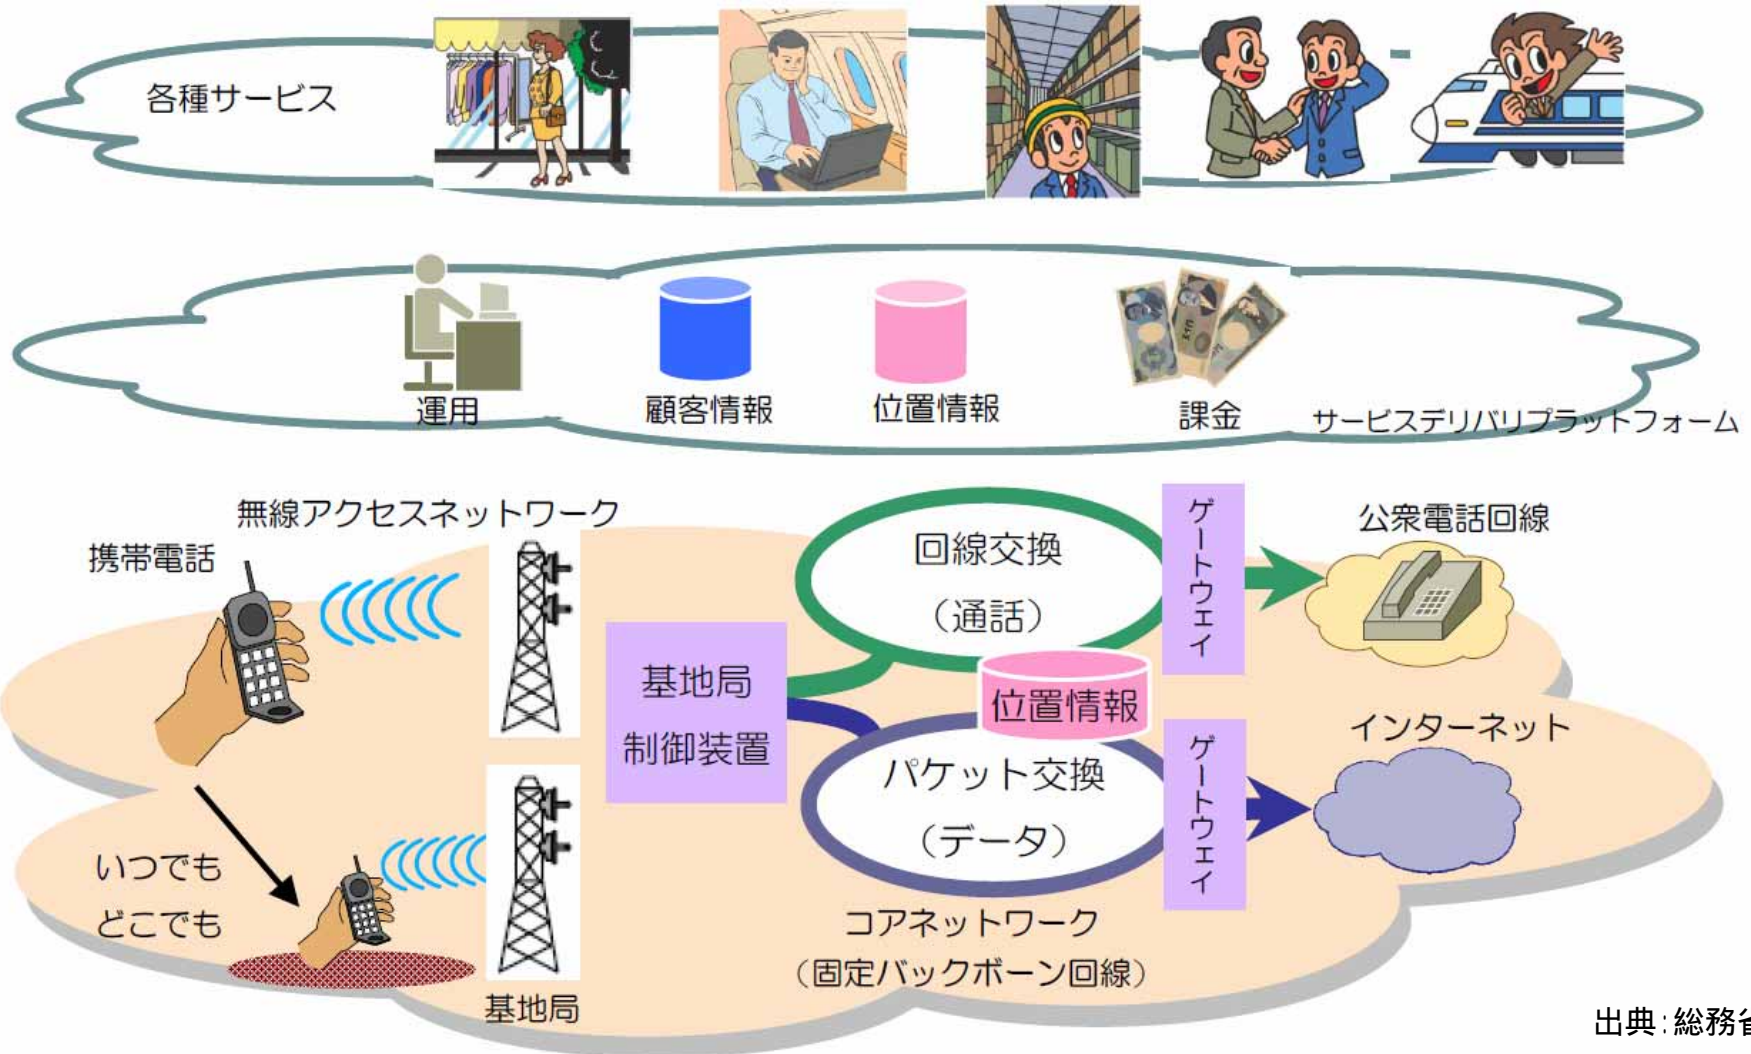 各種サービス
運用
顧客情報
位置情報
課金
サービスデリバリプラットフォーム
無線アクセスネットワーク
携帯電話
回線交換
（通話）
ゲートウェイ
公衆電話回線
基地局
制御装置
位置情報
パケット交換
（データ）
ゲートウェイ
インターネット
いつでも
どこでも
コアネットワーク
（固定バックボーン回線）
基地局
出典：総務省